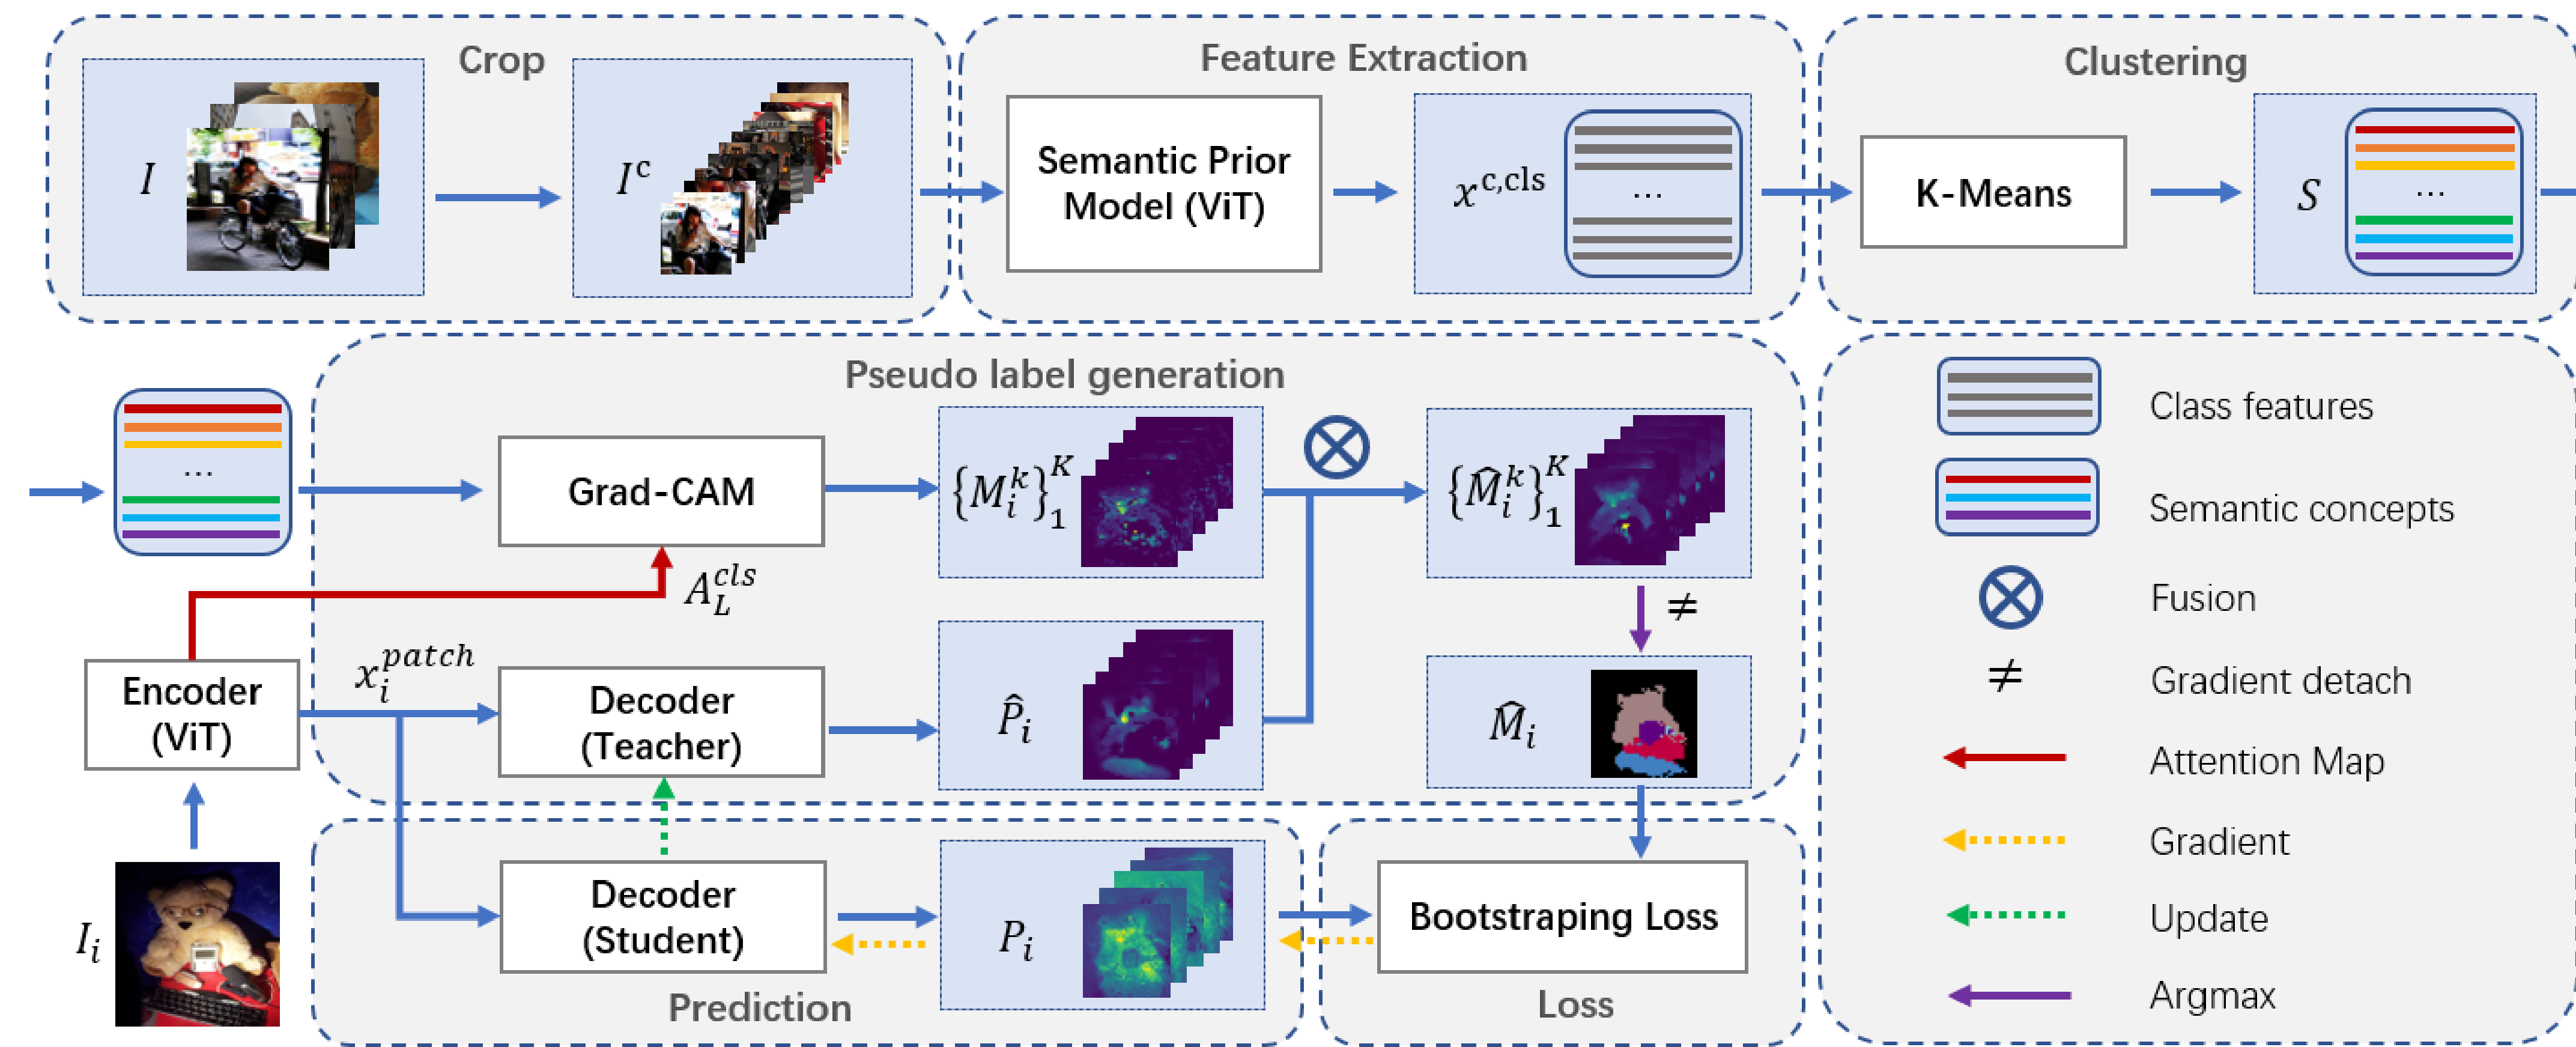 Crop
I
I^c
Feature Extraction
Semantic Prior
Model (ViT)
x^{c,cls}
...
Clustering
K-Means
S
...
Pseudo label generation
...
Grad-CAM
{M_i^k}_1^K
{M̂_i^k}_1^K
A_L^{cls}
≠
Encoder
(ViT)
x_i^{patch}
Decoder
(Teacher)
P̂_i
M̂_i
I_i
Decoder
(Student)
P_i
Prediction
Bootstraping Loss
Loss
Class features
Semantic concepts
Fusion
≠
Gradient detach
Attention Map
Gradient
Update
Argmax